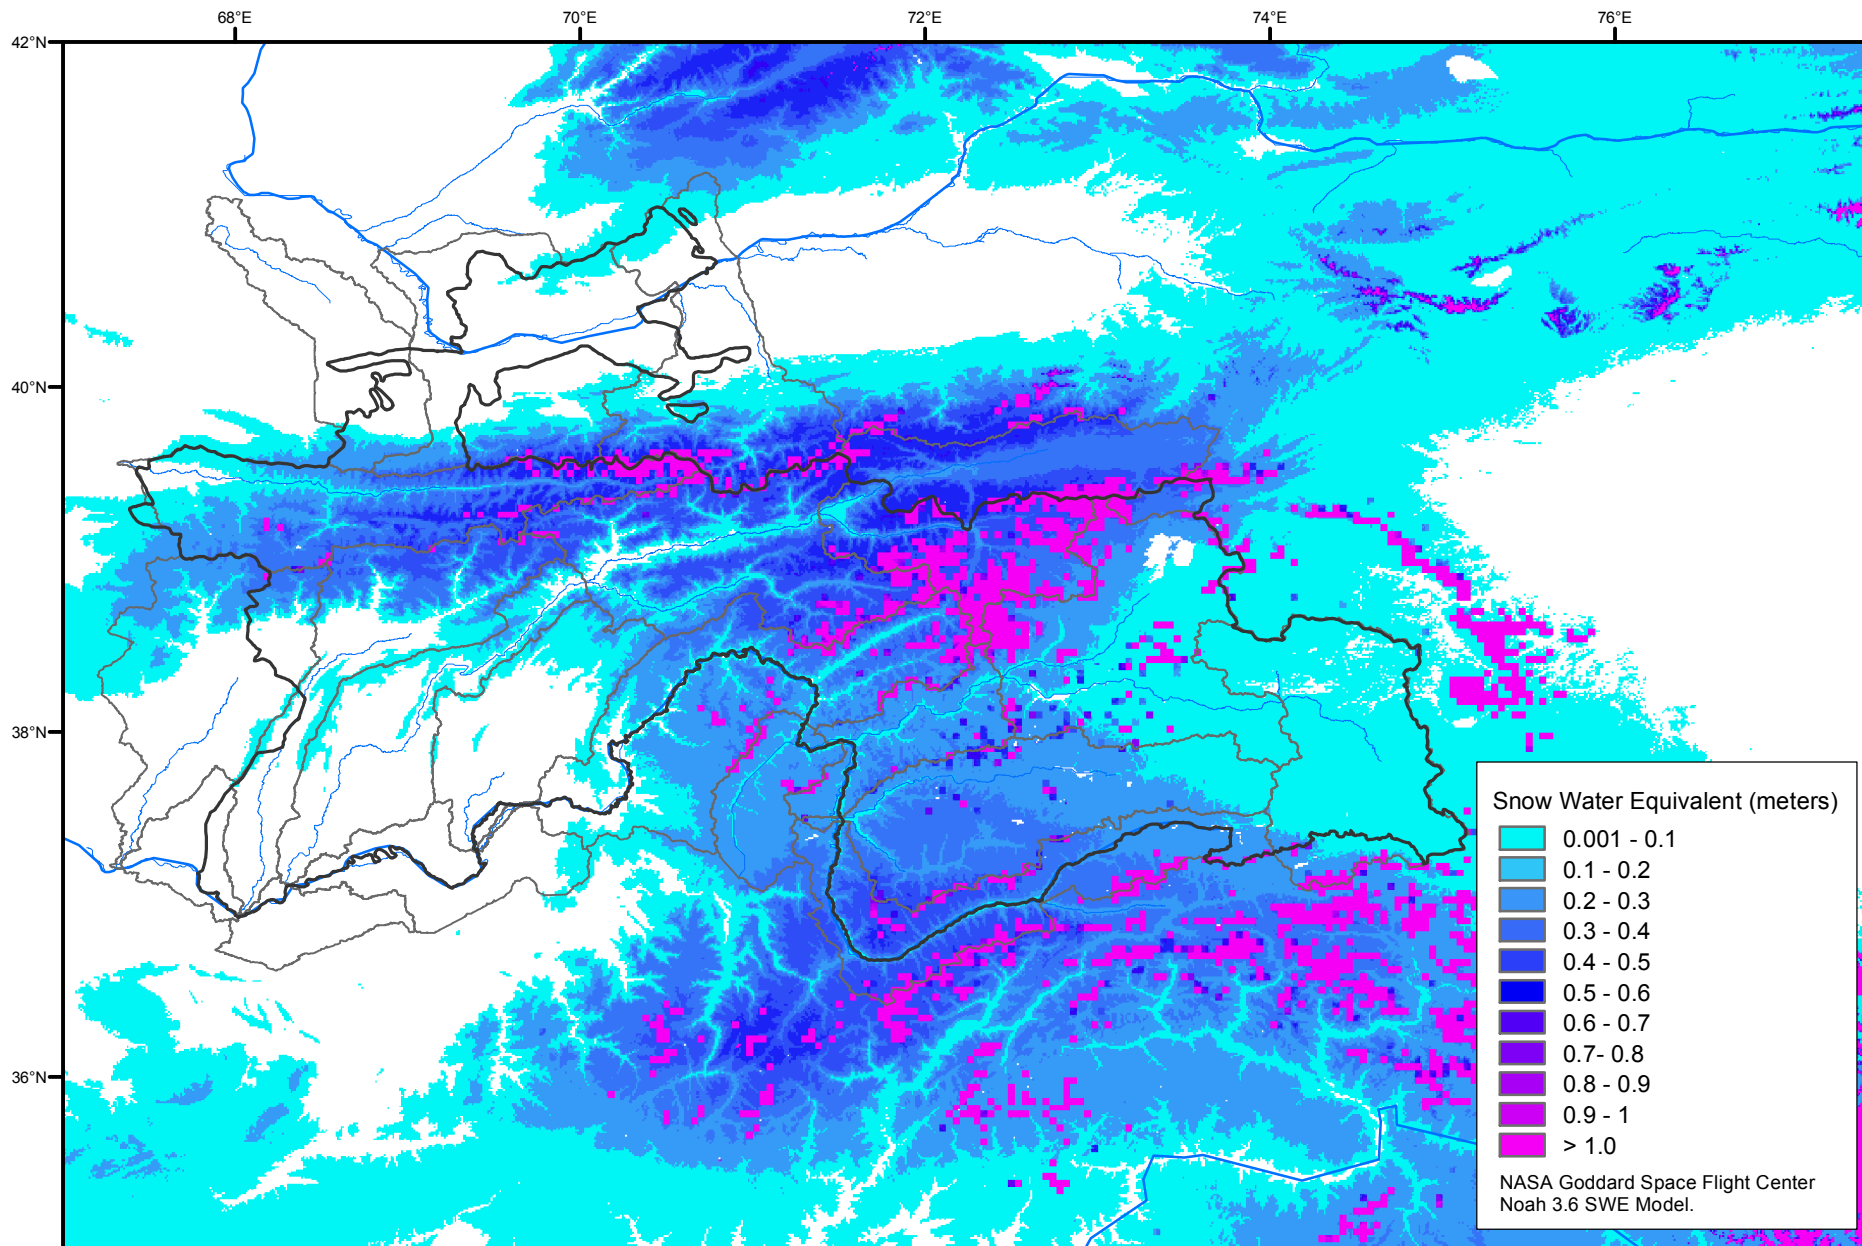 68°E 70°E 72°E 74°E 76°E
42°N
40°N
38°N
36°N
Snow Water Equivalent (meters)
0.001 - 0.1
0.1 - 0.2
0.2 - 0.3
0.3 - 0.4
0.4 - 0.5
0.5 - 0.6
0.6 - 0.7
0.7- 0.8
0.8 - 0.9
0.9 - 1
> 1.0
NASA Goddard Space Flight Center
Noah 3.6 SWE Model.